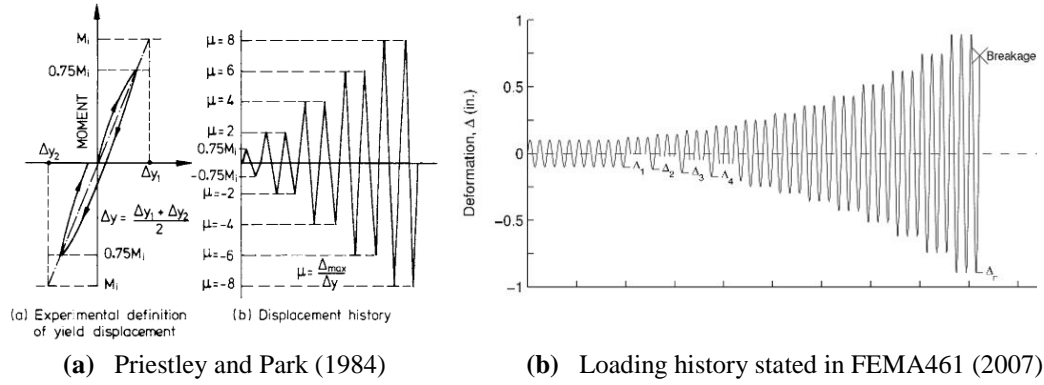 Mᵢ
0.75Mᵢ
MOMENT
Δy₂
Δy₁
Δy = Δy₁ + Δy₂ / 2
0.75Mᵢ
Mᵢ
(a) Experimental definition
of yield displacement
μ = 8
μ = 6
μ = 4
μ = 2
0.75Mᵢ
-0.75Mᵢ
μ = -2
μ = -4
μ = -6
μ = -8
μ = Δmax / Δy
(b) Displacement history
Deformation, Δ (in.)
1
0.5
0
-0.5
-1
Δ₁
Δ₂
Δ₃
Δ₄
Breakage
(a) Priestley and Park (1984)
(b) Loading history stated in FEMA461 (2007)